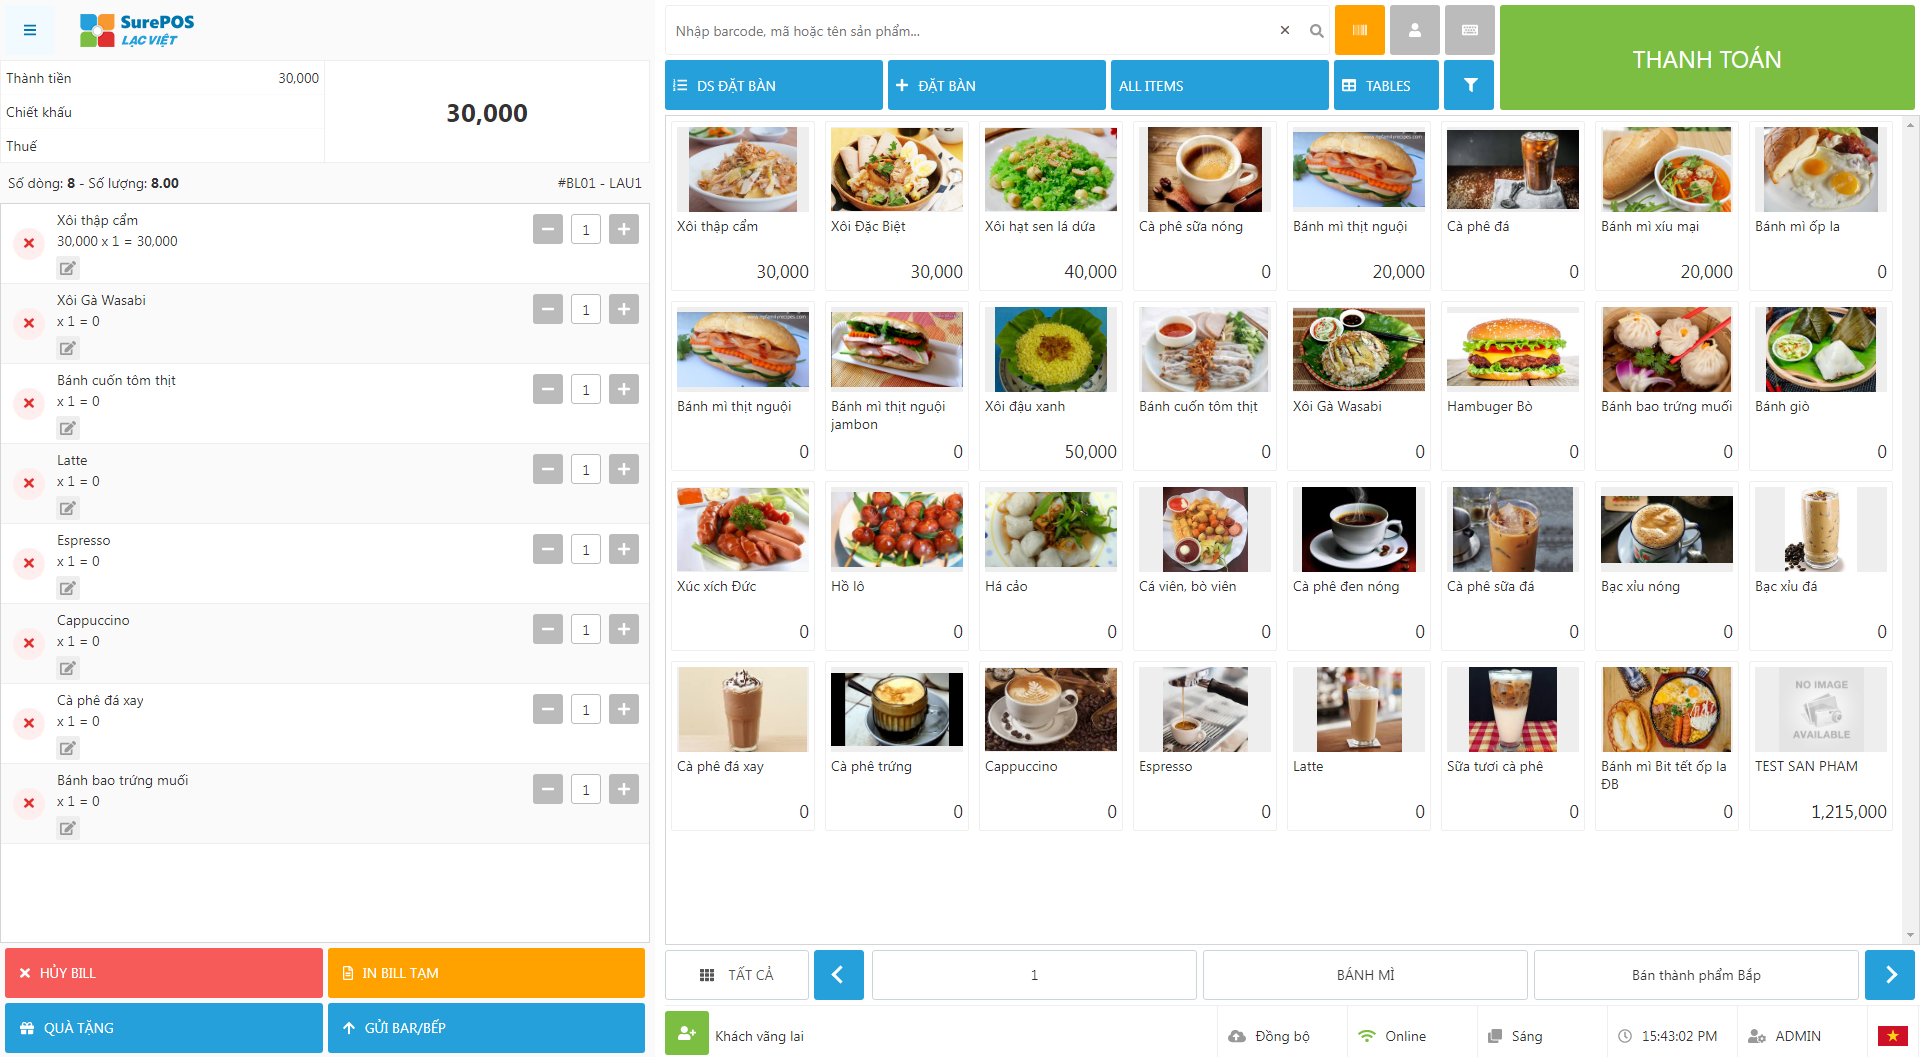 SurePOS
LẠC VIỆT
Thành tiền 30,000
Chiết khấu
Thuế
30,000
Số dòng: 8 - Số lượng: 8.00 #BL01 - LAU1
Xôi thập cẩm
30,000 x 1 = 30,000
1
Xôi Gà Wasabi
x 1 = 0
1
Bánh cuốn tôm thịt
x 1 = 0
1
Latte
x 1 = 0
1
Espresso
x 1 = 0
1
Cappuccino
x 1 = 0
1
Cà phê đá xay
x 1 = 0
1
Bánh bao trứng muối
x 1 = 0
1
HỦY BILL
IN BILL TẠM
QUÀ TẶNG
GỬI BAR/BẾP
Nhập barcode, mã hoặc tên sản phẩm...
THANH TOÁN
DS ĐẶT BÀN
ĐẶT BÀN
ALL ITEMS
TABLES
Xôi thập cẩm
30,000
Xôi Đặc Biệt
30,000
Xôi hạt sen lá dứa
40,000
Cà phê sữa nóng
0
Bánh mì thịt nguội
20,000
Cà phê đá
0
Bánh mì xíu mại
20,000
Bánh mì ốp la
0
Bánh mì thịt nguội
0
Bánh mì thịt nguội
jambon
0
Xôi đậu xanh
50,000
Bánh cuốn tôm thịt
0
Xôi Gà Wasabi
0
Hambuger Bò
0
Bánh bao trứng muối
0
Bánh giò
0
Xúc xích Đức
0
Hồ lô
0
Há cảo
0
Cá viên, bò viên
0
Cà phê đen nóng
0
Cà phê sữa đá
0
Bạc xỉu nóng
0
Bạc xỉu đá
0
Cà phê đá xay
0
Cà phê trứng
0
Cappuccino
0
Espresso
0
Latte
0
Sữa tươi cà phê
0
Bánh mì Bit tết ốp la
ĐB
0
NO IMAGE
AVAILABLE
TEST SAN PHAM
1,215,000
TẤT CẢ
1
BÁNH MÌ
Bán thành phẩm Bắp
Khách vãng lai
Đồng bộ
Online
Sáng
15:43:02 PM
ADMIN